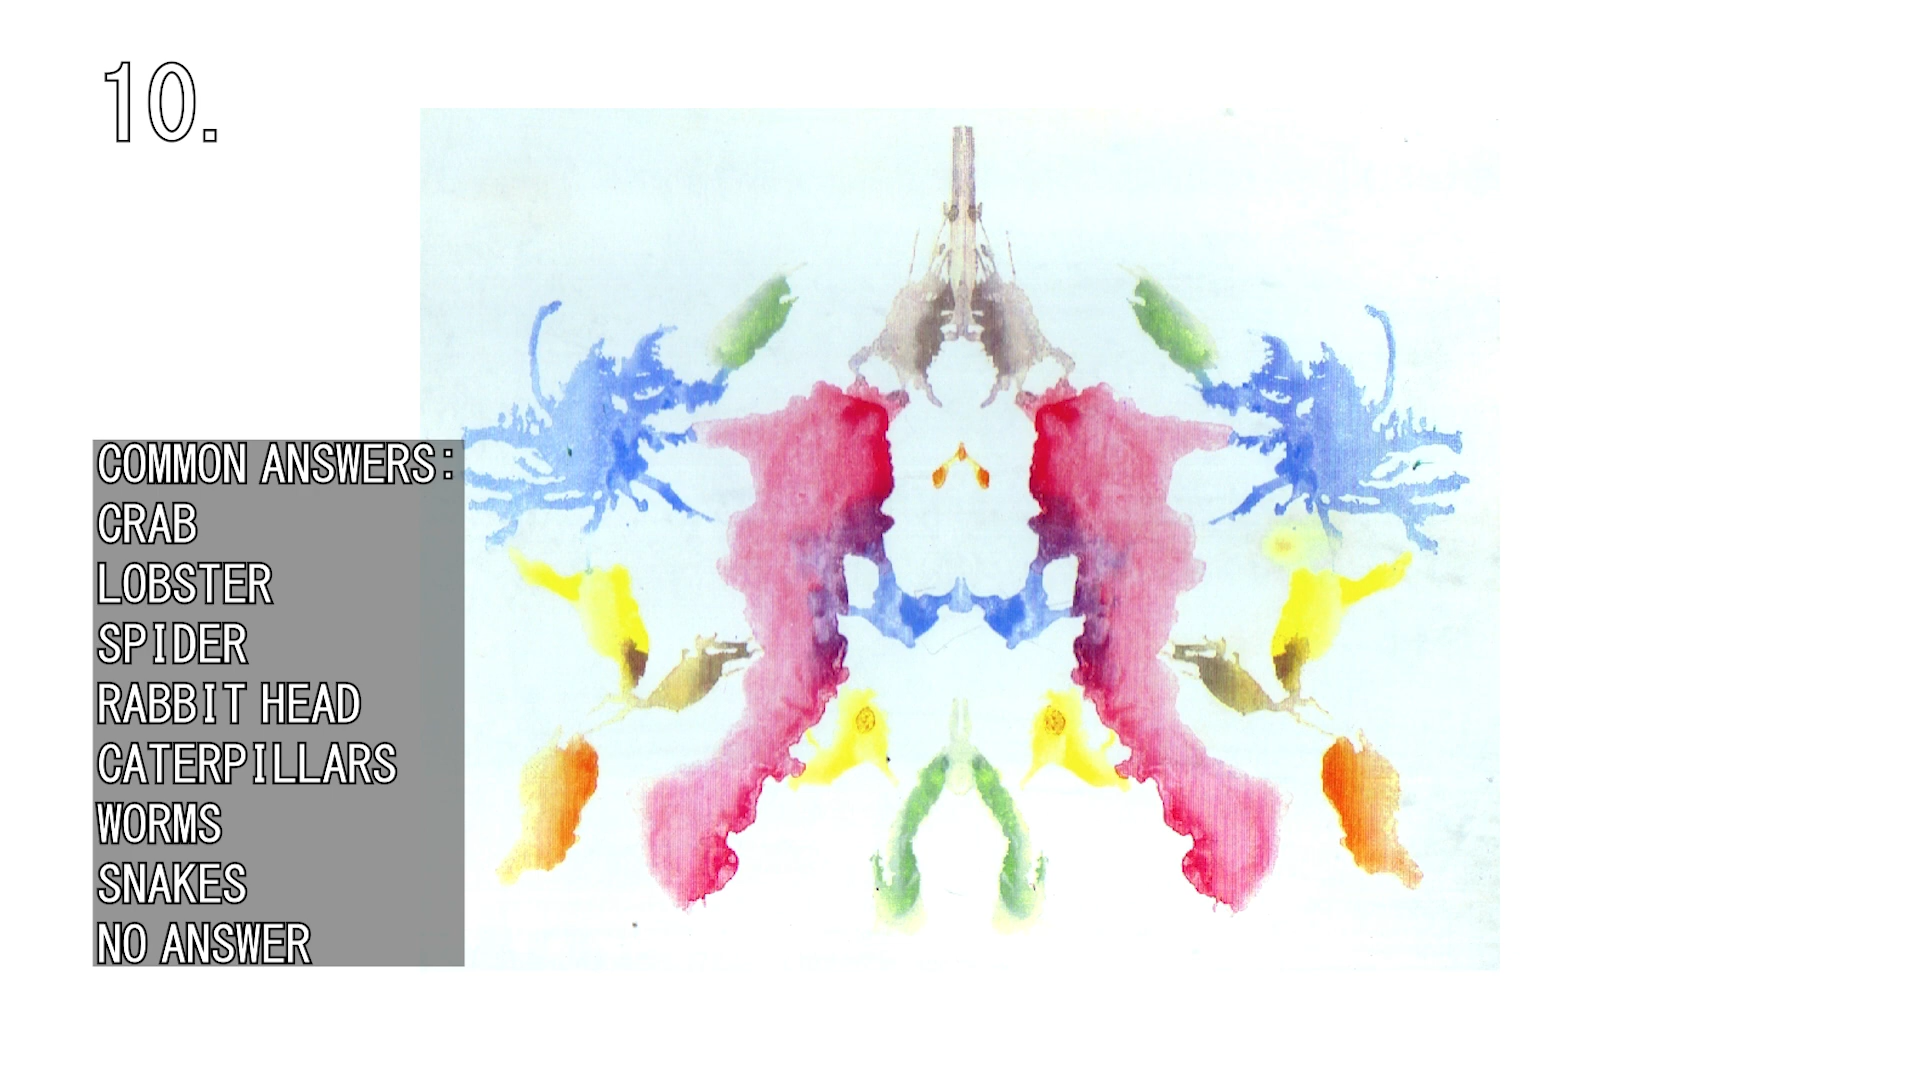 10.
COMMON ANSWERS:
CRAB
LOBSTER
SPIDER
RABBIT HEAD
CATERPILLARS
WORMS
SNAKES
NO ANSWER